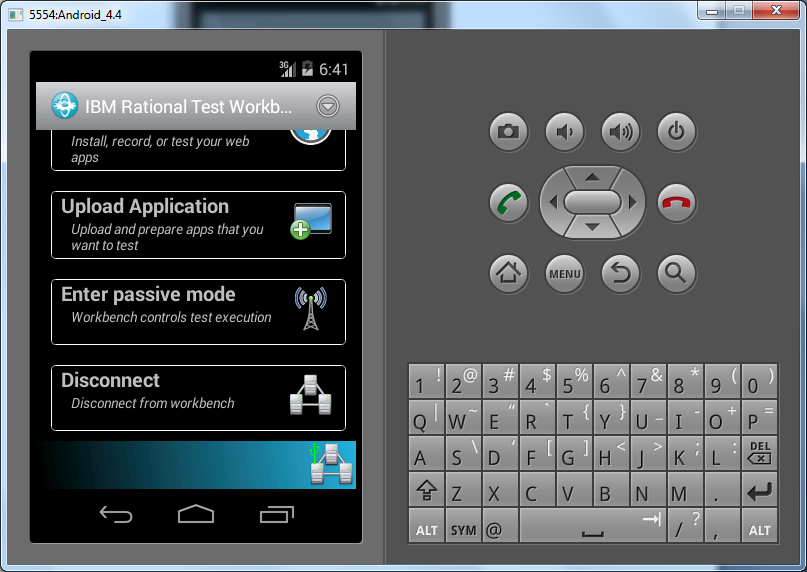 5554:Android_4.4
3G 6:41
IBM Rational Test Workb...
Install, record, or test your web
apps
Upload Application
Upload and prepare apps that you
want to test
Enter passive mode
Workbench controls test execution
Disconnect
Disconnect from workbench
MENU
1 ! 2 @ 3 # 4 $ 5 % 6 ^ 7 & 8 * 9 ( 0 )
Q | W ~ E “ R ` T { Y } U _ I - O + P =
A S \ D ‘ F [ G ] H < J > K ; L : DEL
Z X C V B N M .
ALT SYM @ / ? , ALT